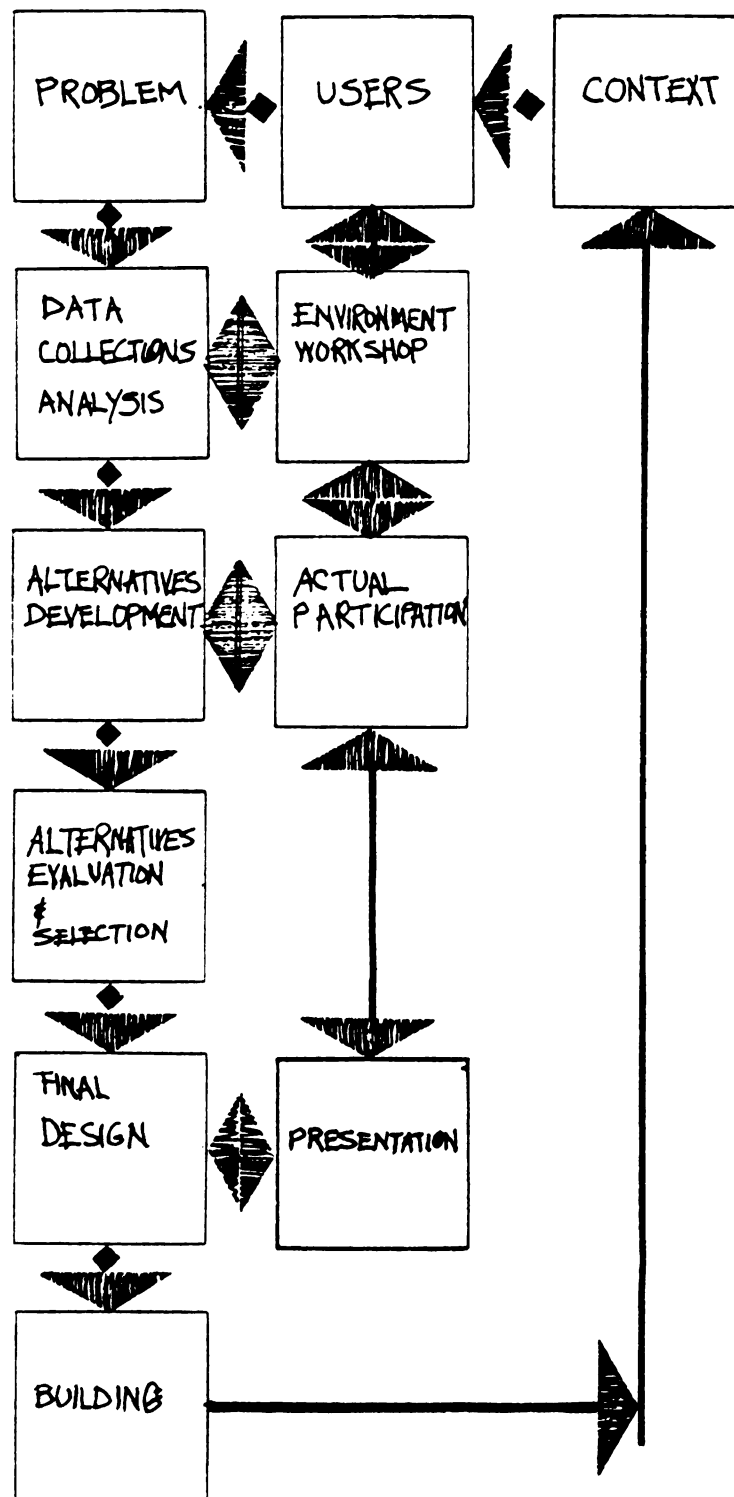 PROBLEM
USERS
CONTEXT
DATA
COLLECTIONS
ANALYSIS
ENVIRONMENT
WORKSHOP
ALTERNATIVES
DEVELOPMENT
ACTUAL
PARTICIPATION
ALTERNATIVES
EVALUATION
&
SELECTION
FINAL
DESIGN
PRESENTATION
BUILDING